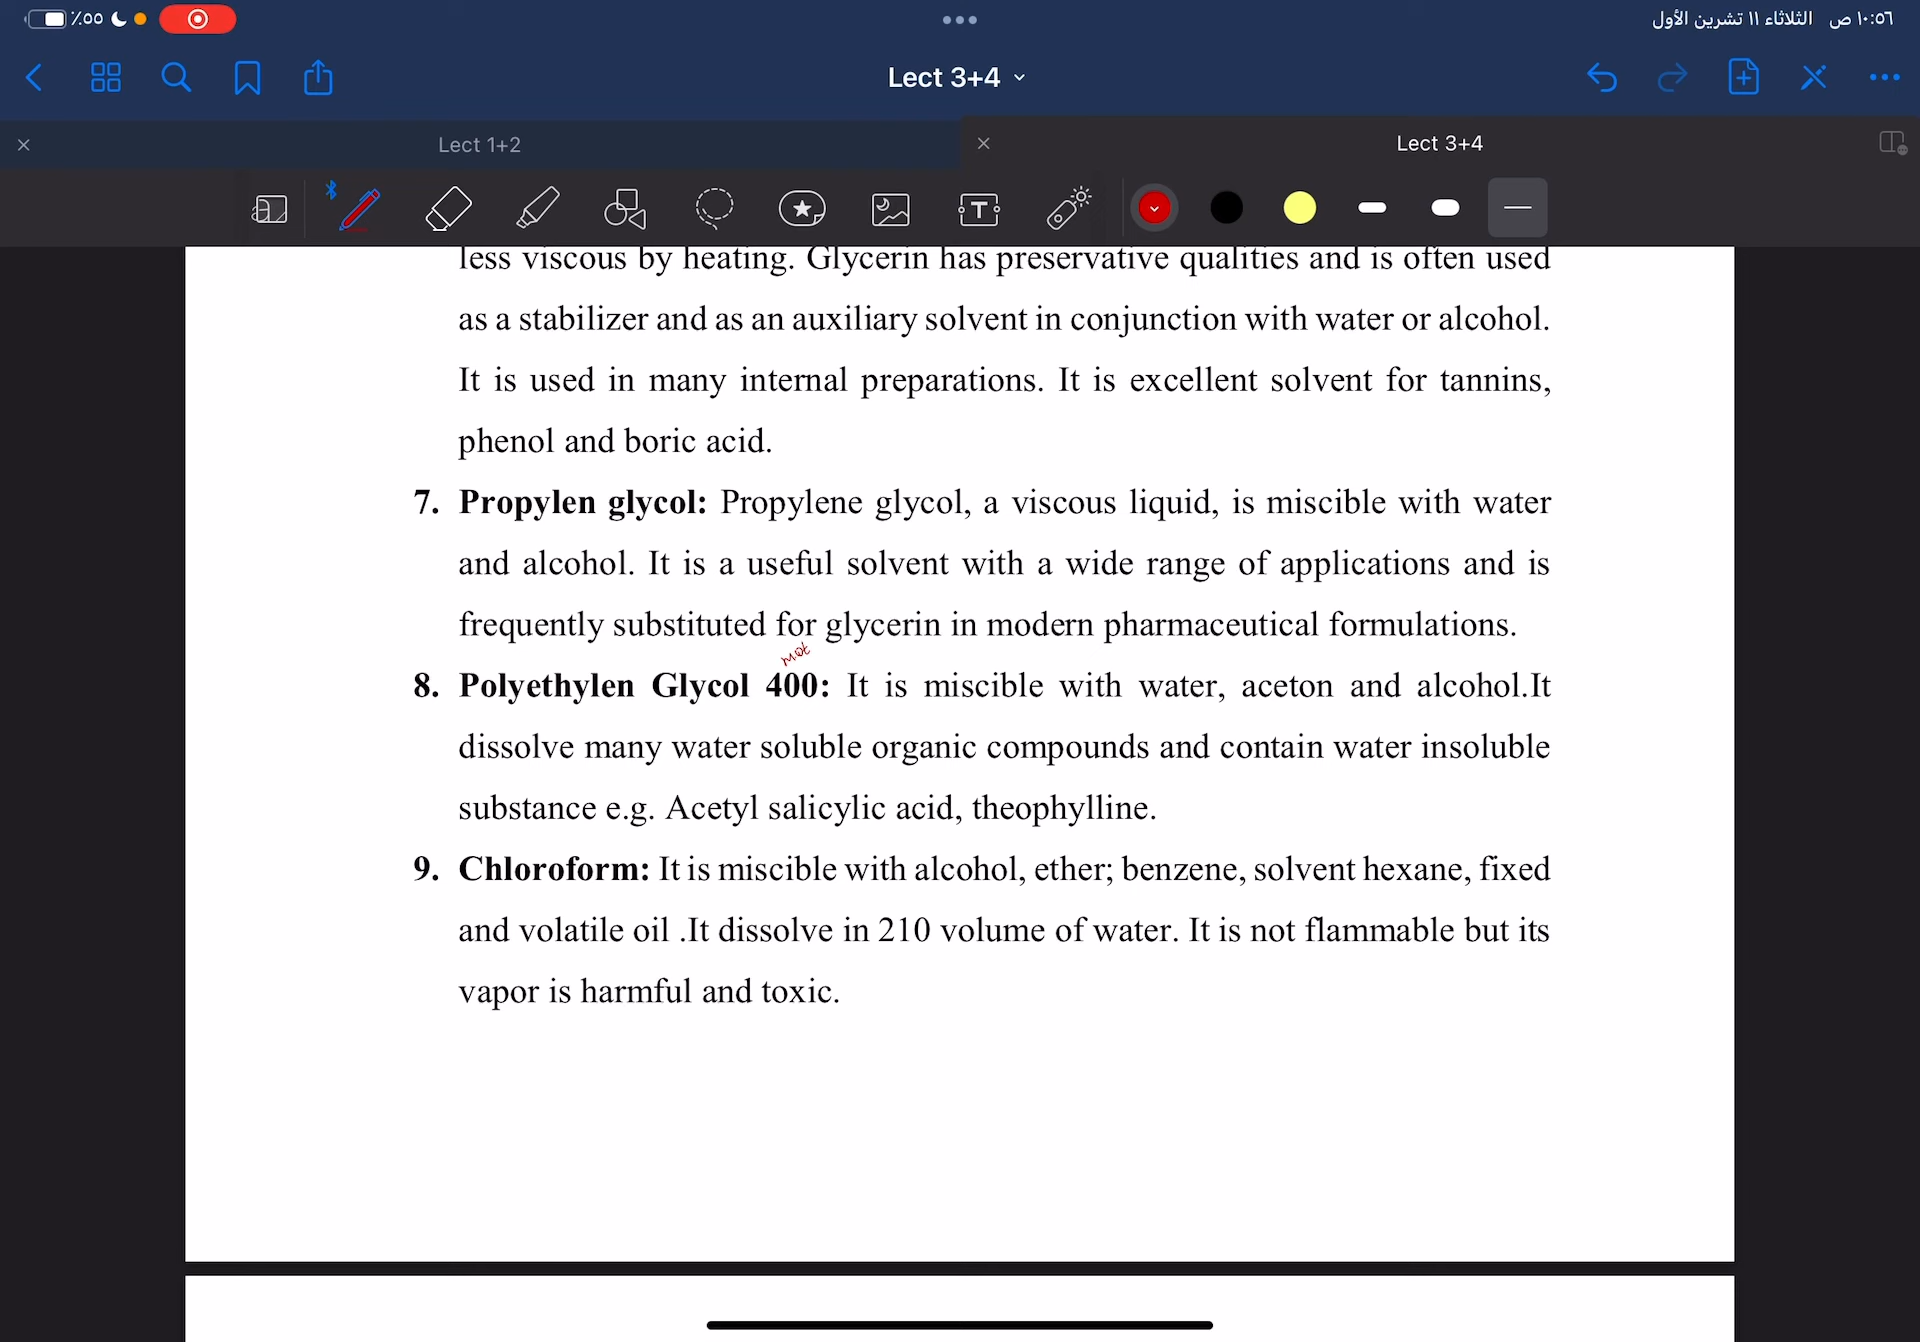 ٪٥٥
الثلاثاء ١١ تشرين الأول ١٠:٥٦ ص
Lect 3+4
Lect 1+2
Lect 3+4
less viscous by heating. Glycerin has preservative qualities and is often used
as a stabilizer and as an auxiliary solvent in conjunction with water or alcohol.
It is used in many internal preparations. It is excellent solvent for tannins,
phenol and boric acid.
7. Propylen glycol: Propylene glycol, a viscous liquid, is miscible with water
and alcohol. It is a useful solvent with a wide range of applications and is
frequently substituted for glycerin in modern pharmaceutical formulations.
8. Polyethylen Glycol 400: It is miscible with water, aceton and alcohol.It
dissolve many water soluble organic compounds and contain water insoluble
substance e.g. Acetyl salicylic acid, theophylline.
9. Chloroform: It is miscible with alcohol, ether; benzene, solvent hexane, fixed
and volatile oil .It dissolve in 210 volume of water. It is not flammable but its
vapor is harmful and toxic.